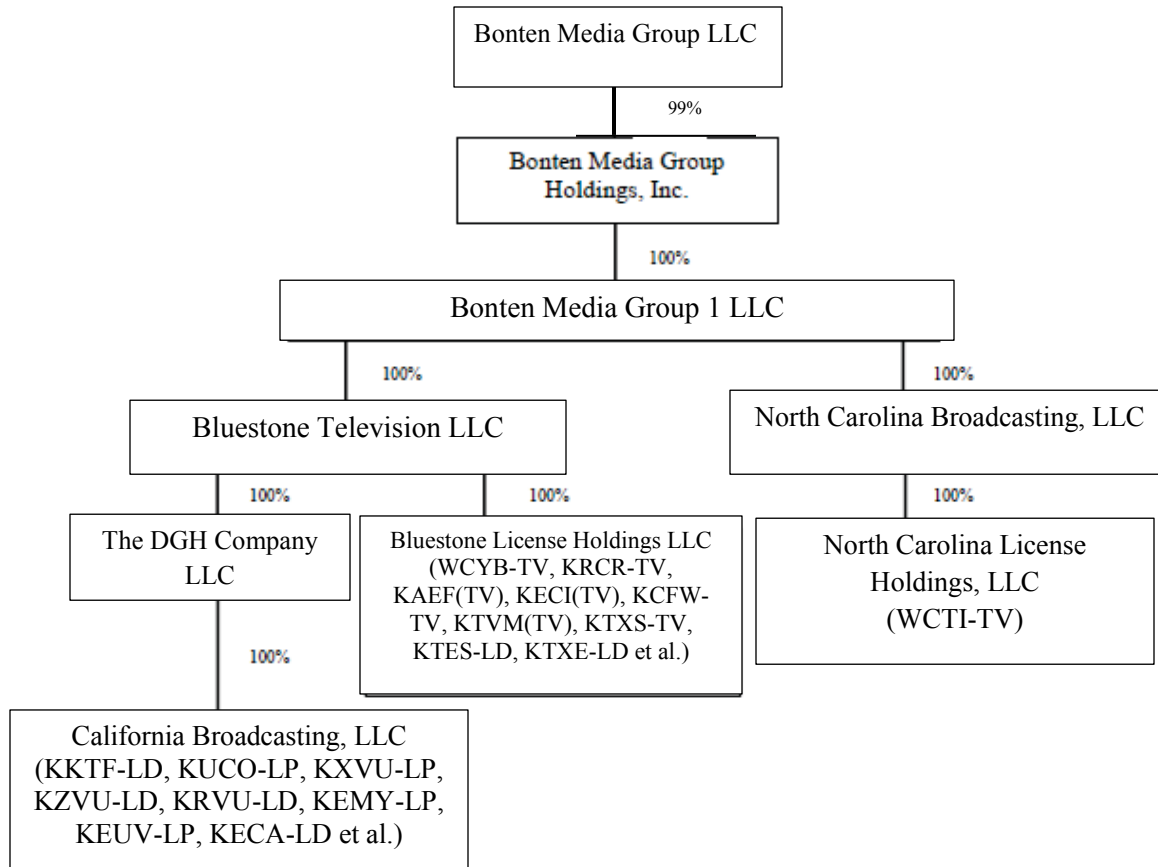 Bonten Media Group LLC
99%
Bonten Media Group
Holdings, Inc.
100%
Bonten Media Group 1 LLC
100%
100%
Bluestone Television LLC
North Carolina Broadcasting, LLC
100%
100%
100%
The DGH Company
LLC
Bluestone License Holdings LLC
(WCYB-TV, KRCR-TV,
KAEF(TV), KECI(TV), KCFW-
TV, KTVM(TV), KTXS-TV,
KTES-LD, KTXE-LD et al.)
North Carolina License
Holdings, LLC
(WCTI-TV)
100%
California Broadcasting, LLC
(KKTF-LD, KUCO-LP, KXVU-LP,
KZVU-LD, KRVU-LD, KEMY-LP,
KEUV-LP, KECA-LD et al.)